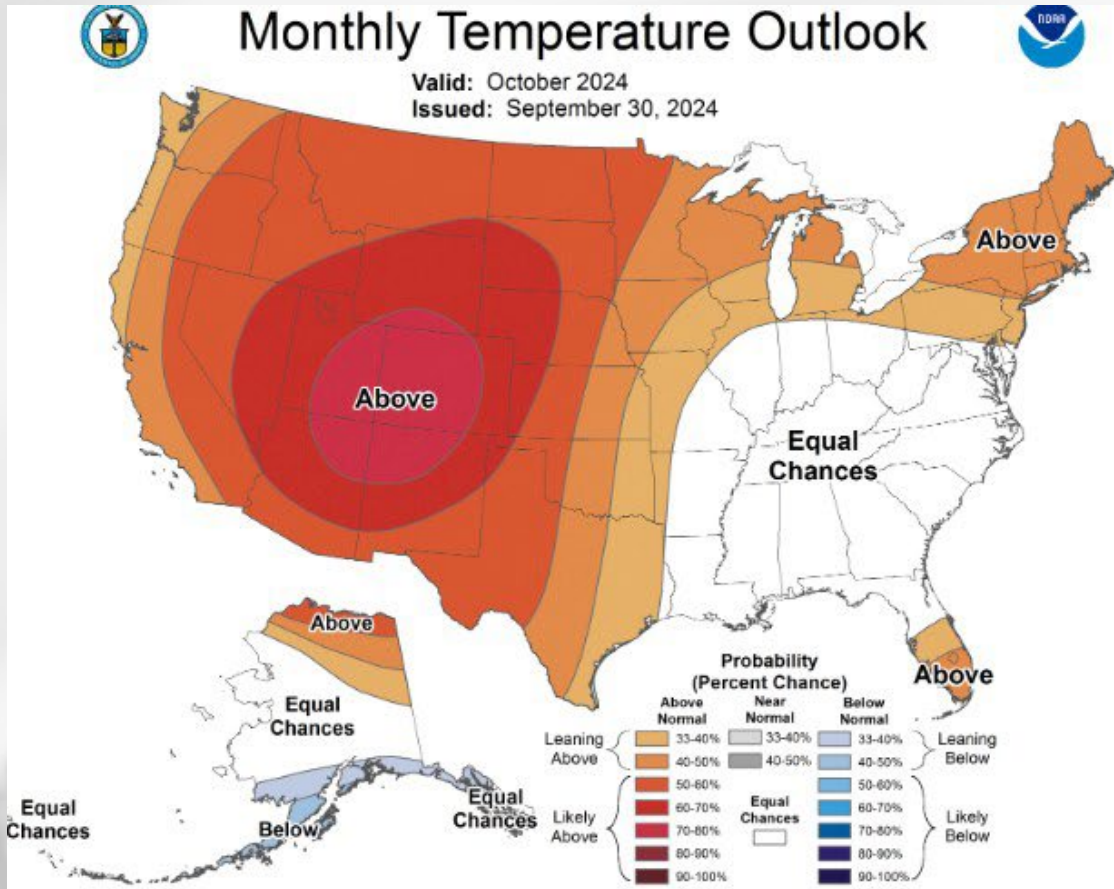 Monthly Temperature Outlook
NOAA
Valid: October 2024
Issued: September 30, 2024
Above
Above
Equal
Chances
Above
Above
Equal
Chances
Equal
Chances
Below
Equal
Chances
Probability
(Percent Chance)
Above
Normal
Near
Normal
Below
Normal
Leaning
Above
33-40%
33-40%
33-40%
Leaning
Below
40-50%
40-50%
40-50%
Likely
Above
50-60%
50-60%
Likely
Below
60-70%
Equal
Chances
60-70%
70-80%
70-80%
80-90%
80-90%
90-100%
90-100%